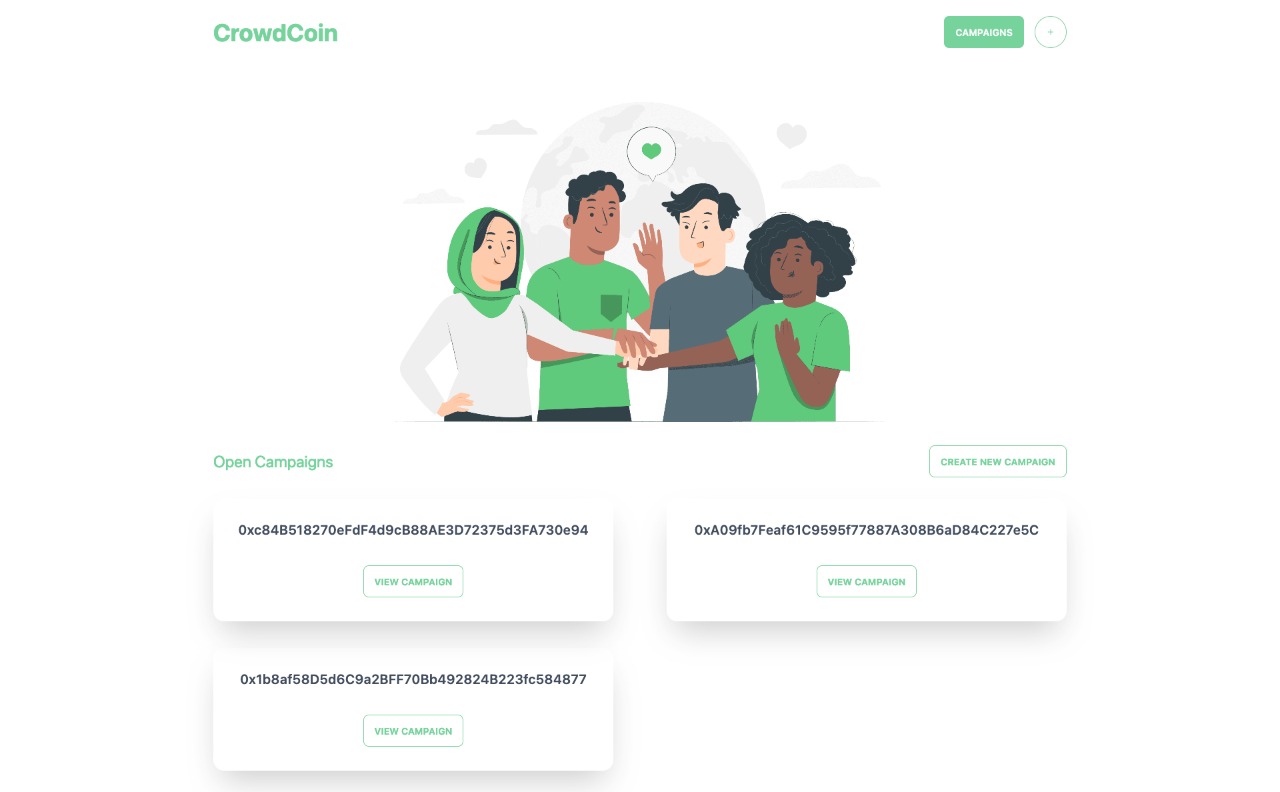 CrowdCoin
CAMPAIGNS
+
Open Campaigns
CREATE NEW CAMPAIGN
0xc84B518270eFdF4d9cB88AE3D72375d3FA730e94
VIEW CAMPAIGN
0xA09fb7Feaf61C9595f77887A308B6aD84C227e5C
VIEW CAMPAIGN
0x1b8af58D5d6C9a2BFF70Bb492824B223fc584877
VIEW CAMPAIGN